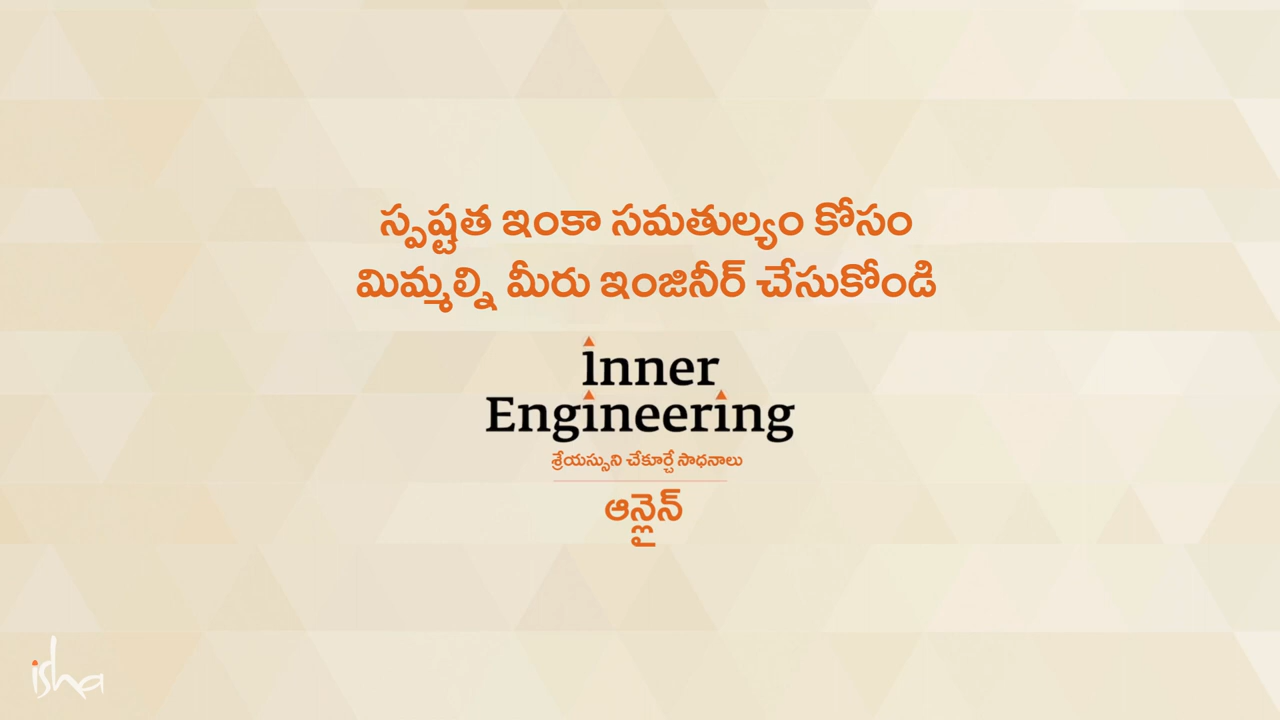 స్పష్టత ఇంకా సమతుల్యం కోసం
మిమ్మల్ని మీరు ఇంజినీర్ చేసుకోండి
inner
Engineering
శ్రేయస్సుని చేకూర్చే సాధనాలు
ఆన్లైన్
isha